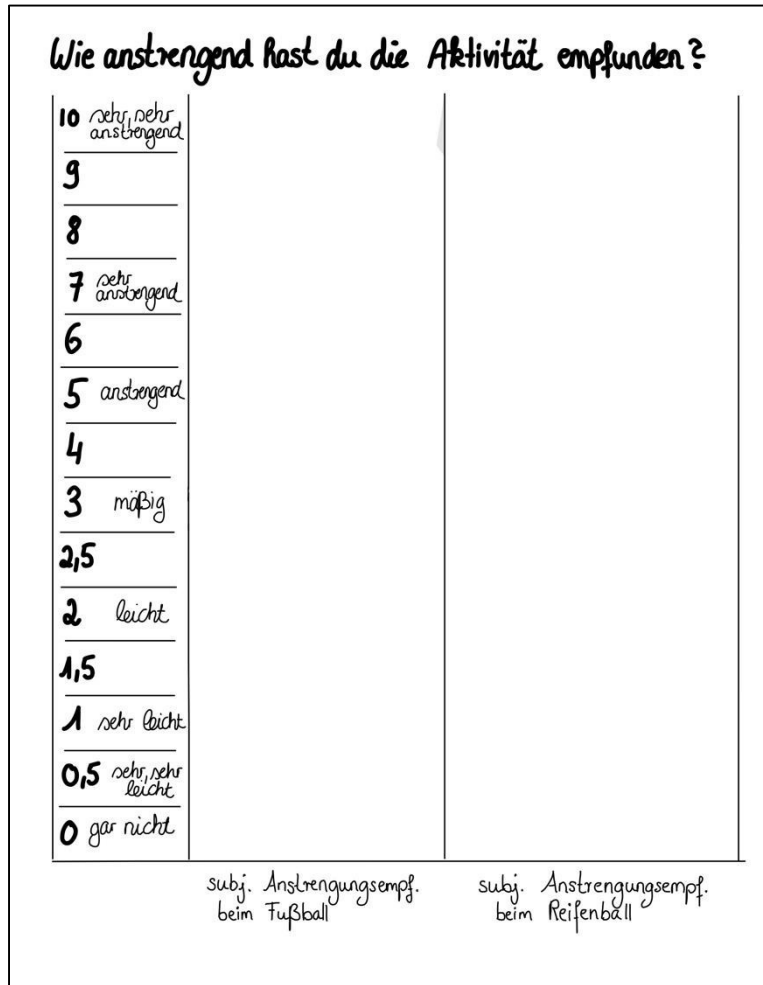 Wie anstrengend hast du die Aktivität empfunden?
10 sehr, sehr
anstrengend
9
8
7 sehr
anstrengend
6
5 anstrengend
4
3 mäßig
2,5
2 leicht
1,5
1 sehr leicht
0,5 sehr, sehr
leicht
0 gar nicht
subj. Anstrengungsempf.
beim Fußball
subj. Anstrengungsempf.
beim Reifenball